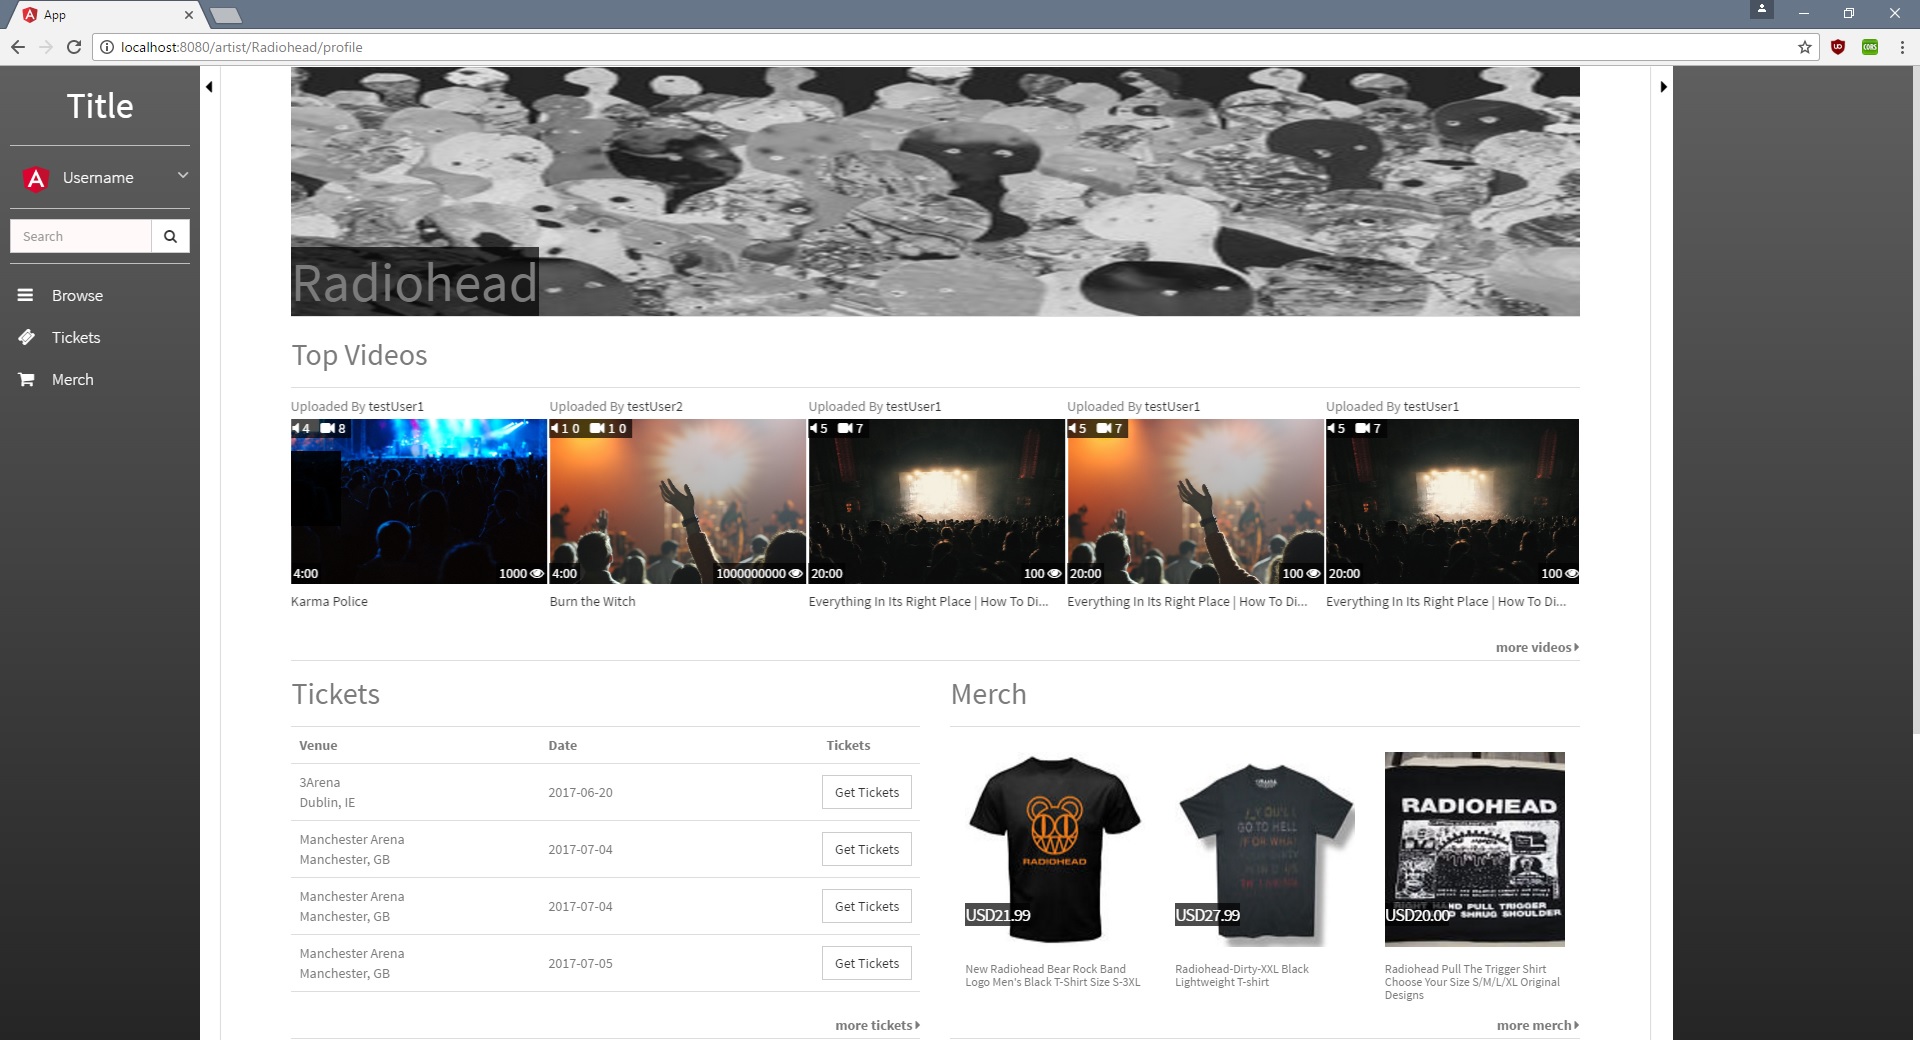 App
localhost:8080/artist/Radiohead/profile
Title
Username
Search
Browse
Tickets
Merch
Radiohead
Top Videos
Uploaded By testUser1
4 8
4:00 1000
Karma Police
Uploaded By testUser2
10 10
4:00 1000000000
Burn the Witch
Uploaded By testUser1
5 7
20:00 100
Everything In Its Right Place | How To Di...
Uploaded By testUser1
5 7
20:00 100
Everything In Its Right Place | How To Di...
Uploaded By testUser1
5 7
20:00 100
Everything In Its Right Place | How To Di...
more videos
Tickets
Venue Date Tickets
3Arena
Dublin, IE
2017-06-20
Get Tickets
Manchester Arena
Manchester, GB
2017-07-04
Get Tickets
Manchester Arena
Manchester, GB
2017-07-04
Get Tickets
Manchester Arena
Manchester, GB
2017-07-05
Get Tickets
more tickets
Merch
RADIOHEAD
USD21.99
New Radiohead Bear Rock Band
Logo Men's Black T-Shirt Size S-3XL
GO TO HELL
USD27.99
Radiohead-Dirty-XXL Black
Lightweight T-shirt
RADIOHEAD
PULL TRIGGER
SHRUG SHOULDER
USD20.00
Radiohead Pull The Trigger Shirt
Choose Your Size S/M/L/XL Original
Designs
more merch